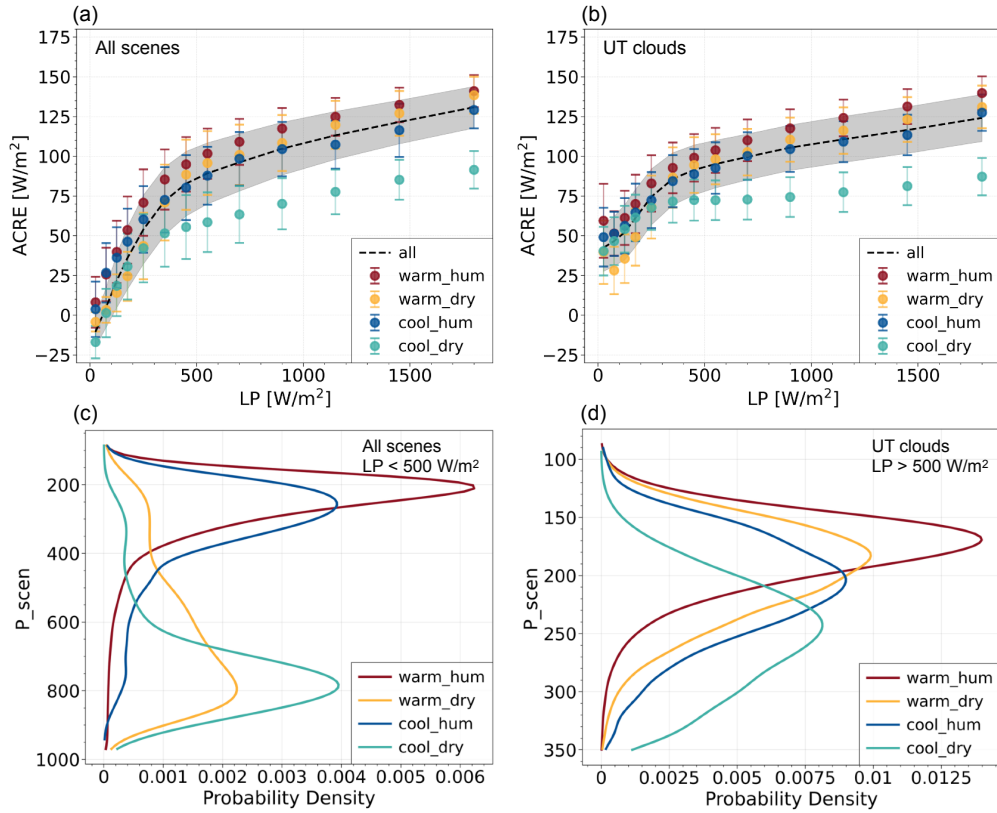 (a)
All scenes
ACRE [W/m²]
175
150
125
100
75
50
25
0
−25
0
500
1000
1500
LP [W/m²]
all
warm_hum
warm_dry
cool_hum
cool_dry
(b)
UT clouds
ACRE [W/m²]
175
150
125
100
75
50
25
0
−25
0
500
1000
1500
LP [W/m²]
all
warm_hum
warm_dry
cool_hum
cool_dry
(c)
All scenes
LP < 500 W/m²
P_scen
200
400
600
800
1000
0
0.001
0.002
0.003
0.004
0.005
0.006
Probability Density
warm_hum
warm_dry
cool_hum
cool_dry
(d)
UT clouds
LP > 500 W/m²
P_scen
100
150
200
250
300
350
0
0.0025
0.005
0.0075
0.01
0.0125
Probability Density
warm_hum
warm_dry
cool_hum
cool_dry